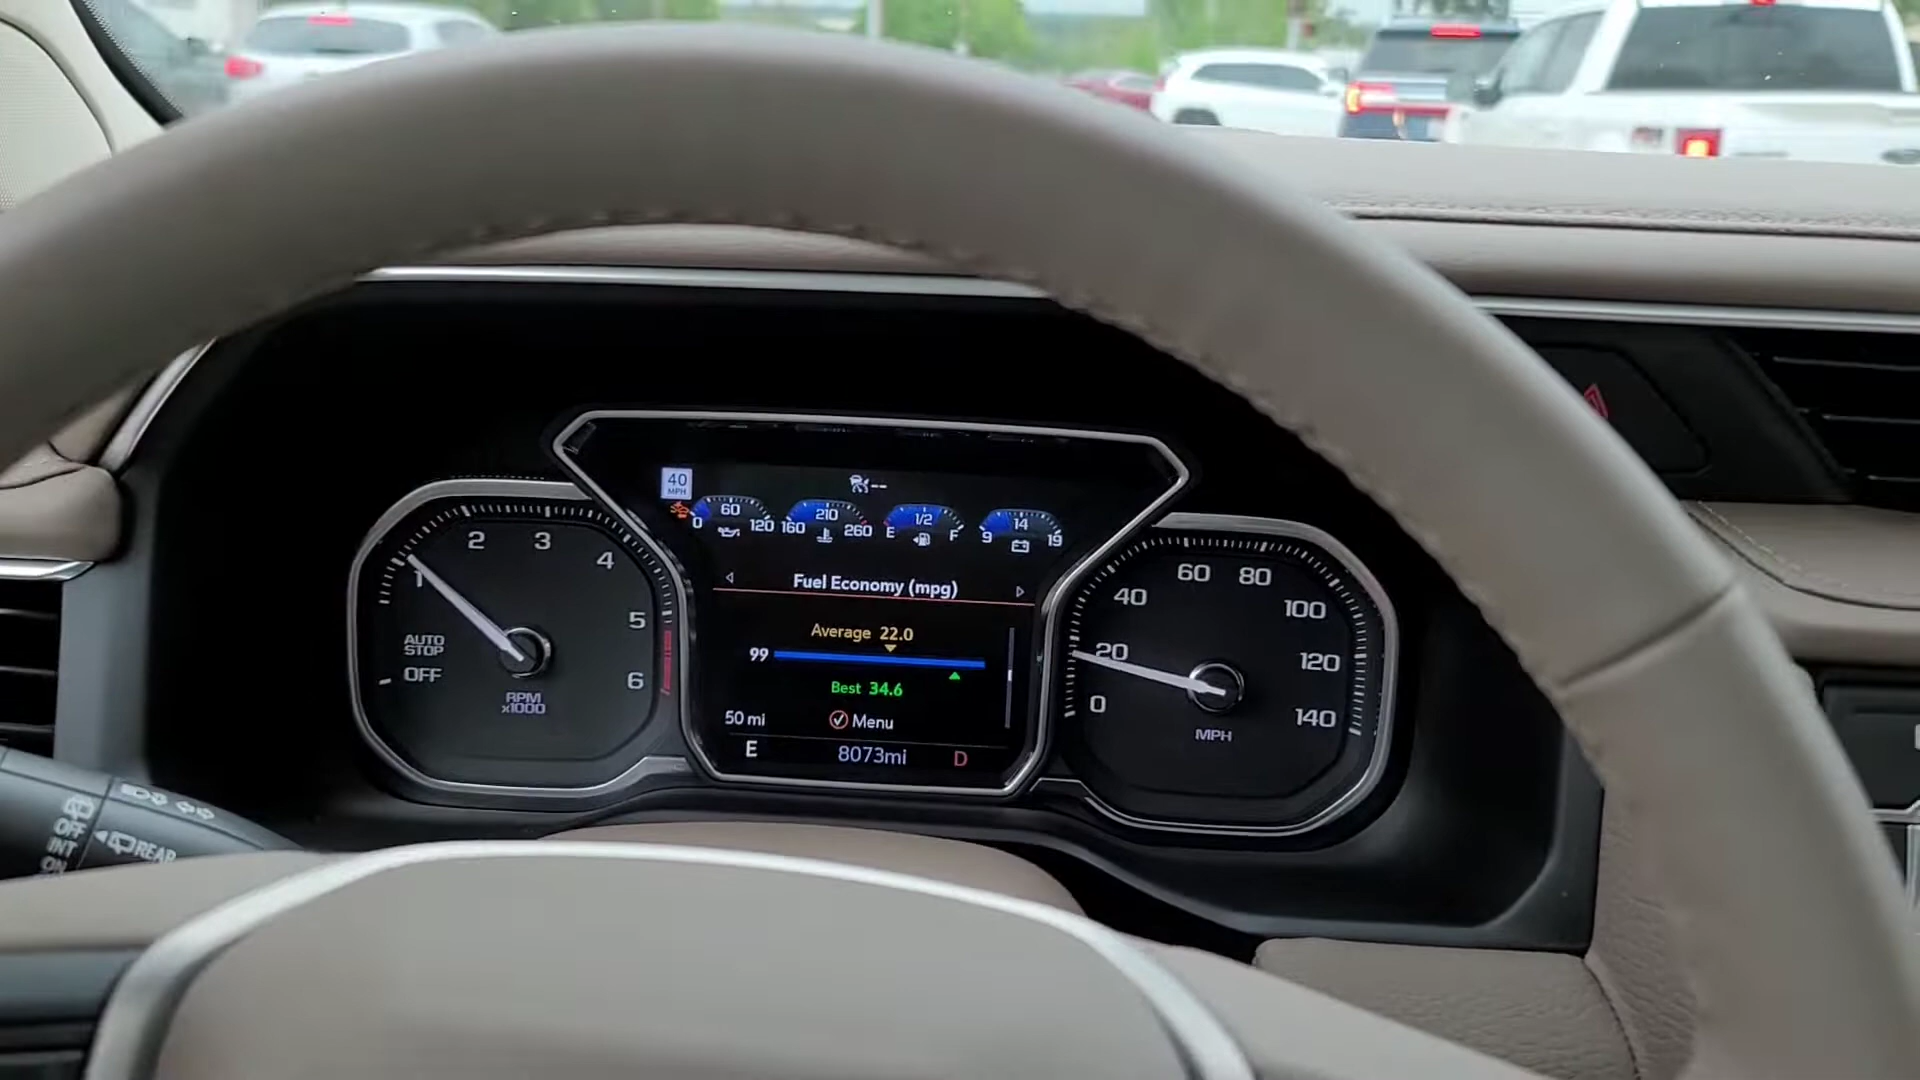 40
MPH
--
0 60 120
160 210 260
E 1/2 F
9 14 19
Fuel Economy (mpg)
Average 22.0
99
Best 34.6
50 mi
Menu
E 8073mi D
1 2 3 4 5 6
AUTO
STOP
OFF
RPM
x1000
0 20 40 60 80 100 120 140
MPH
OFF
INT
ON
REAR